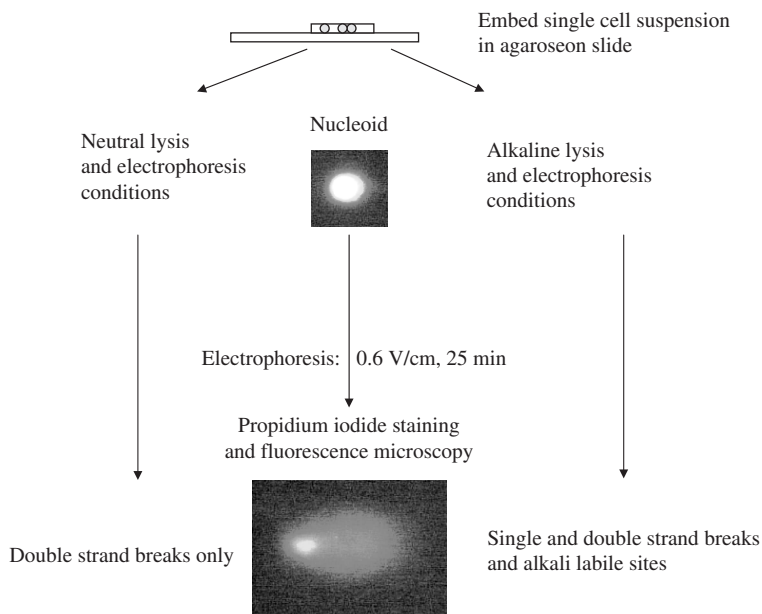 Embed single cell suspension
in agaroseon slide
Neutral lysis
and electrophoresis
conditions
Nucleoid
Alkaline lysis
and electrophoresis
conditions
Electrophoresis: 0.6 V/cm, 25 min
Propidium iodide staining
and fluorescence microscopy
Double strand breaks only
Single and double strand breaks
and alkali labile sites